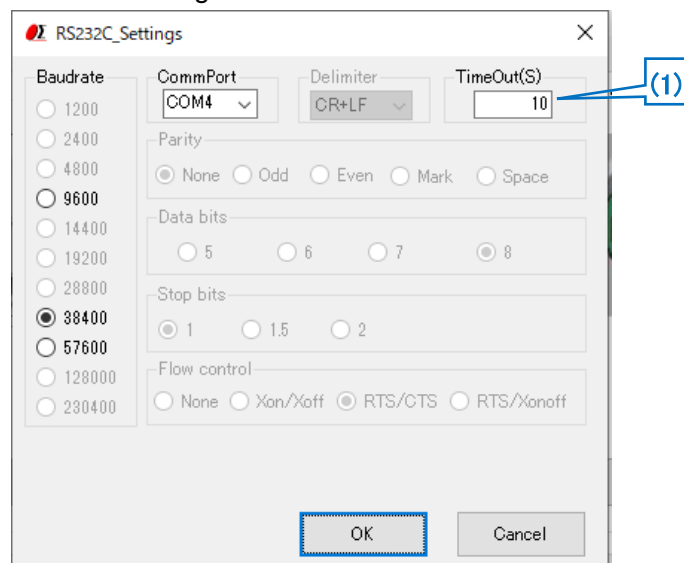 RS232C_Settings
Baudrate
1200
2400
4800
9600
14400
19200
28800
38400
57600
128000
230400
CommPort
COM4
Delimiter
CR+LF
TimeOut(S)
10
(1)
Parity
None Odd Even Mark Space
Data bits
5 6 7 8
Stop bits
1 1.5 2
Flow control
None Xon/Xoff RTS/CTS RTS/Xonoff
OK Cancel